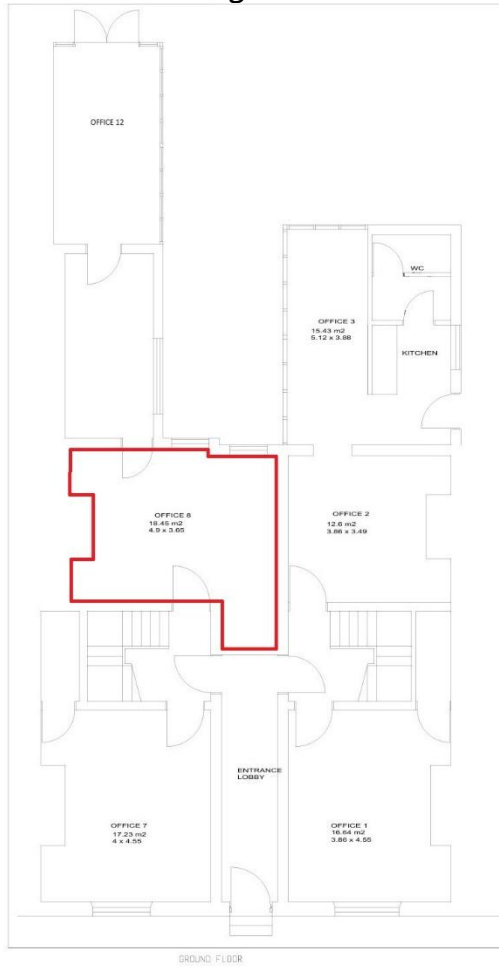 OFFICE 12
WC
OFFICE 3
15.43 m2
5.12 x 3.88
KITCHEN
OFFICE 8
18.45 m2
4.9 x 3.65
OFFICE 2
12.6 m2
3.86 x 3.49
ENTRANCE
LOBBY
OFFICE 7
17.23 m2
4 x 4.55
OFFICE 1
16.64 m2
3.86 x 4.55
GROUND FLOOR